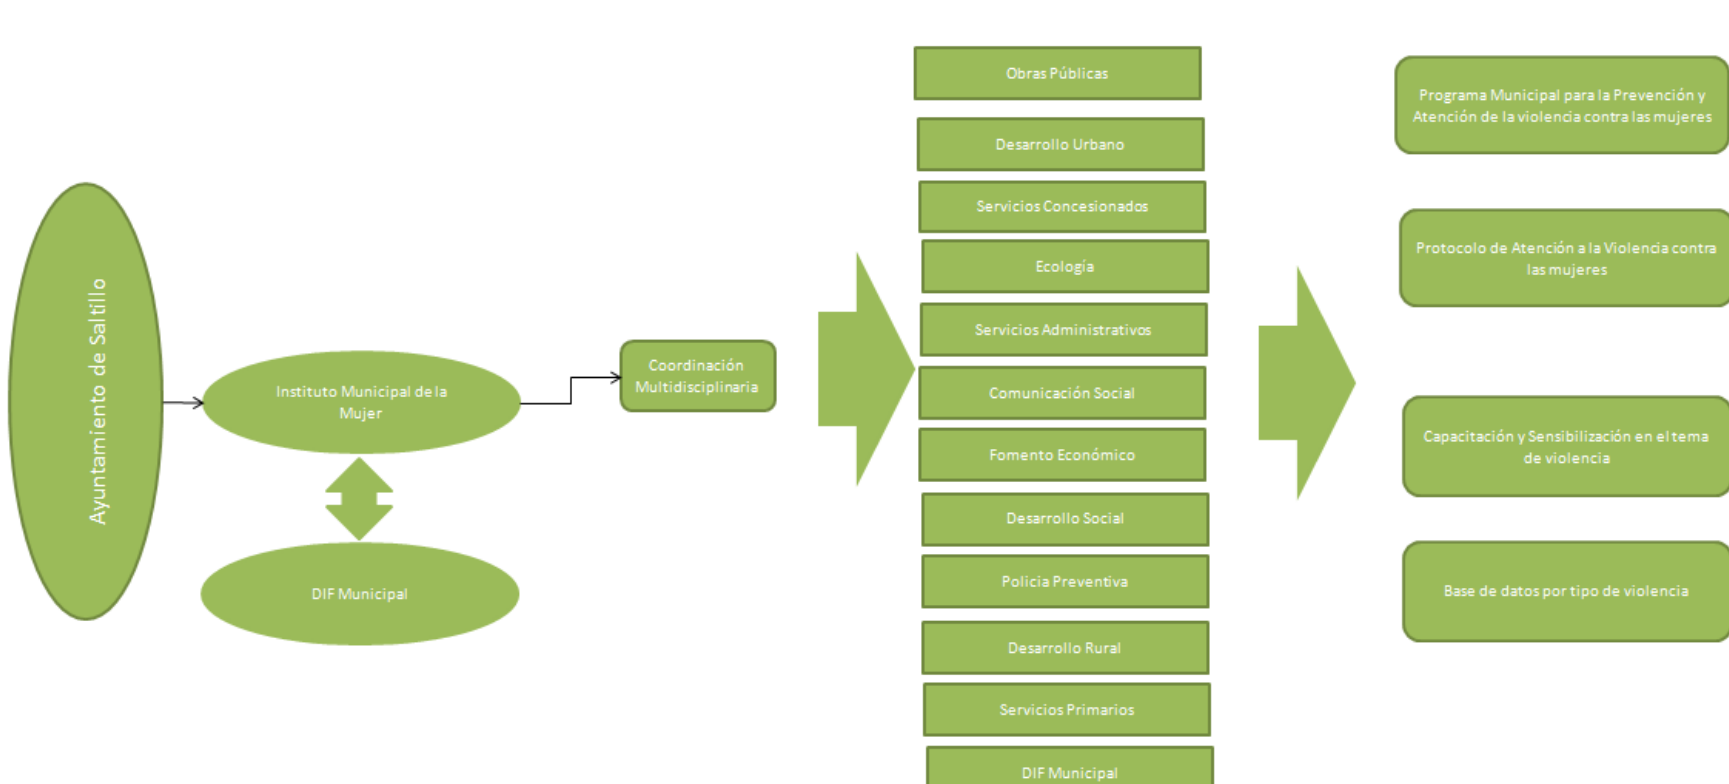 Ayuntamiento de Saltillo
Instituto Municipal de la
Mujer
DIF Municipal
Coordinación
Multidisciplinaria
Obras Públicas
Desarrollo Urbano
Servicios Concesionados
Ecología
Servicios Administrativos
Comunicación Social
Fomento Económico
Desarrollo Social
Policia Preventiva
Desarrollo Rural
Servicios Primarios
DIF Municipal
Programa Municipal para la Prevención y
Atención de la violencia contra las mujeres
Protocolo de Atención a la Violencia contra
las mujeres
Capacitación y Sensibilización en el tema
de violencia
Base de datos por tipo de violencia